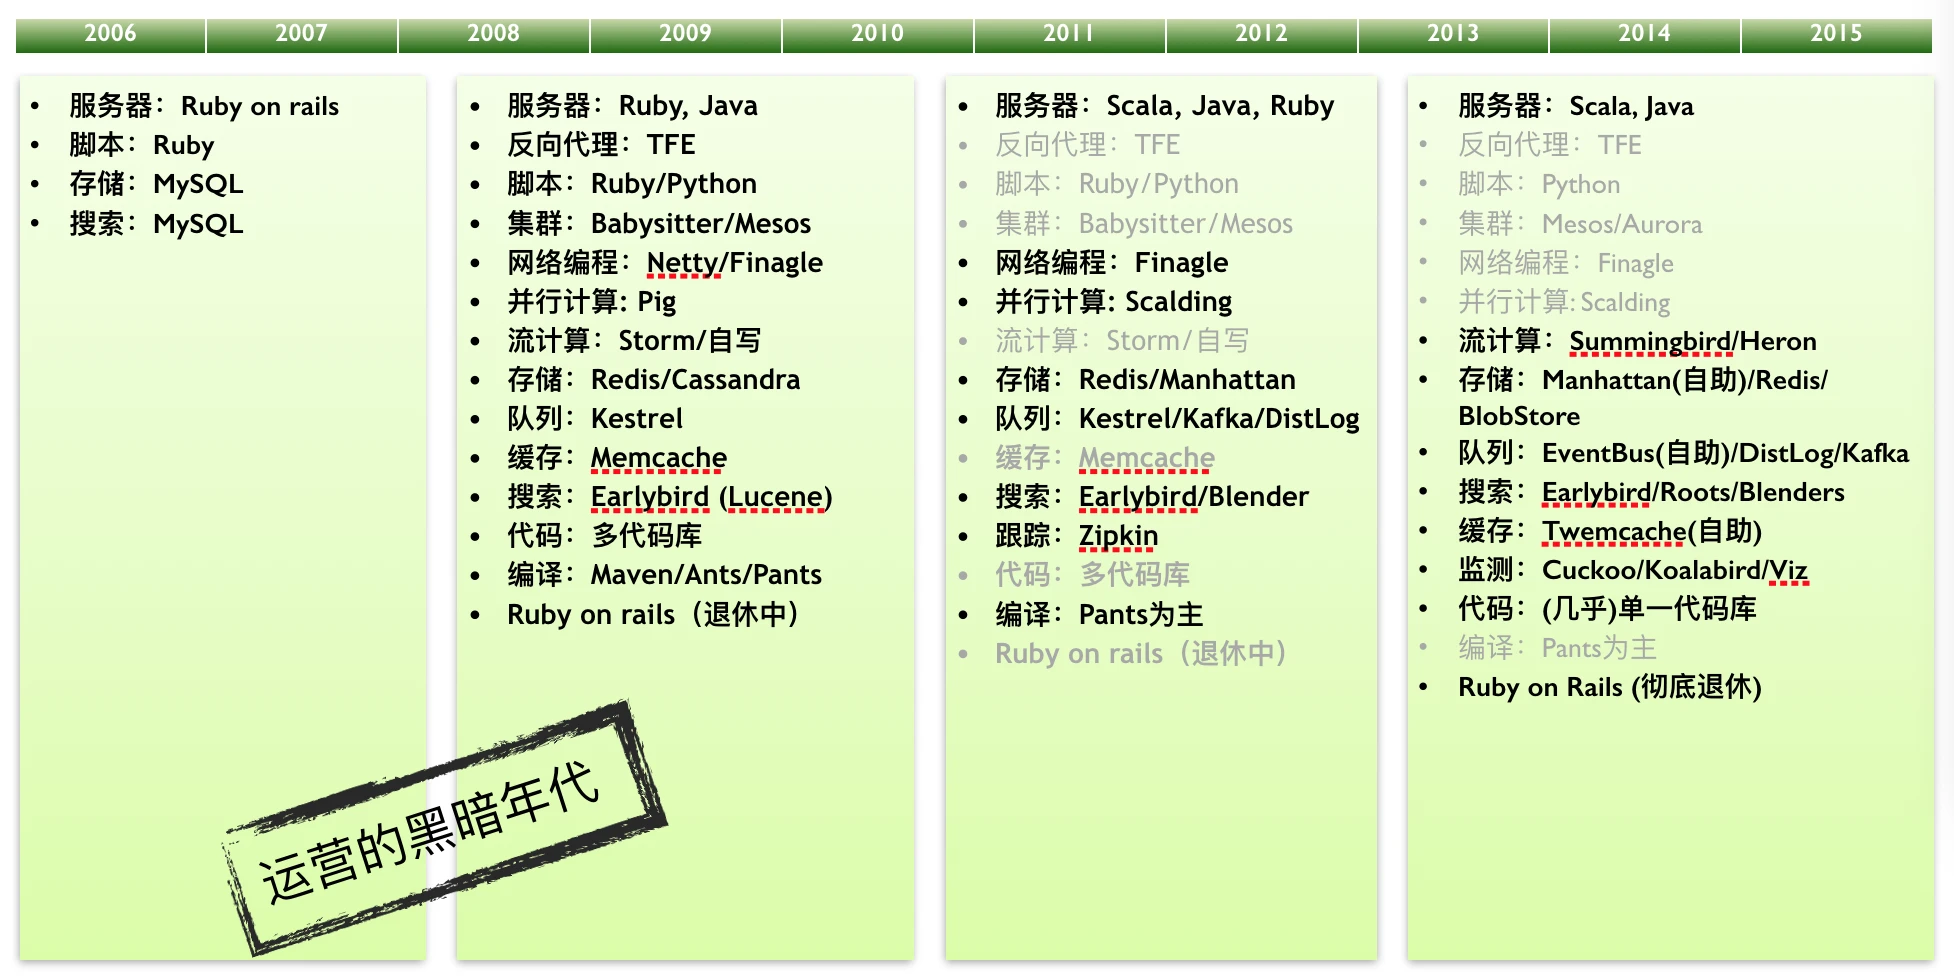 2006 2007 2008 2009 2010 2011 2012 2013 2014 2015
• 服务器：Ruby on rails
• 脚本：Ruby
• 存储：MySQL
• 搜索：MySQL
• 服务器：Ruby, Java
• 反向代理：TFE
• 脚本：Ruby/Python
• 集群：Babysitter/Mesos
• 网络编程：Netty/Finagle
• 并行计算: Pig
• 流计算：Storm/自写
• 存储：Redis/Cassandra
• 队列：Kestrel
• 缓存：Memcache
• 搜索：Earlybird (Lucene)
• 代码：多代码库
• 编译：Maven/Ants/Pants
• Ruby on rails（退休中）
• 服务器：Scala, Java, Ruby
• 反向代理：TFE
• 脚本：Ruby/Python
• 集群：Babysitter/Mesos
• 网络编程：Finagle
• 并行计算: Scalding
• 流计算：Storm/自写
• 存储：Redis/Manhattan
• 队列：Kestrel/Kafka/DistLog
• 缓存：Memcache
• 搜索：Earlybird/Blender
• 跟踪：Zipkin
• 代码：多代码库
• 编译：Pants为主
• Ruby on rails（退休中）
• 服务器：Scala, Java
• 反向代理：TFE
• 脚本：Python
• 集群：Mesos/Aurora
• 网络编程：Finagle
• 并行计算: Scalding
• 流计算：Summingbird/Heron
• 存储：Manhattan(自助)/Redis/
BlobStore
• 队列：EventBus(自助)/DistLog/Kafka
• 搜索：Earlybird/Roots/Blenders
• 缓存：Twemcache(自助)
• 监测：Cuckoo/Koalabird/Viz
• 代码：(几乎)单一代码库
• 编译：Pants为主
• Ruby on Rails (彻底退休)
运营的黑暗年代